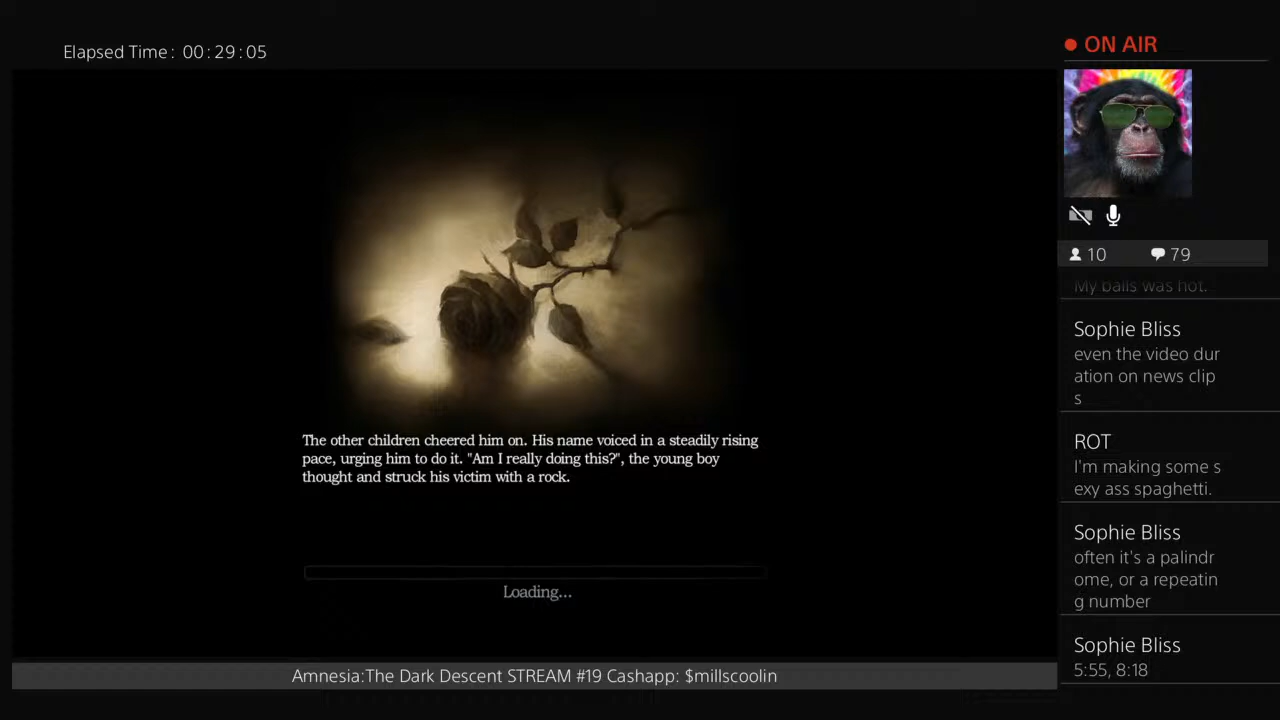 Elapsed Time: 00:29:05
ON AIR
10
79
My balls was hot.
Sophie Bliss
even the video dur
ation on news clip
s
ROT
I'm making some s
exy ass spaghetti.
Sophie Bliss
often it's a palindr
ome, or a repeatin
g number
Sophie Bliss
5:55, 8:18
The other children cheered him on. His name voiced in a steadily rising
pace, urging him to do it. "Am I really doing this?", the young boy
thought and struck his victim with a rock.
Loading...
Amnesia:The Dark Descent STREAM #19 Cashapp: $millscoolin